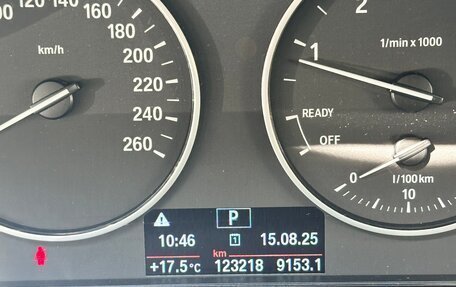 100 120 140 160
km/h
180
200
220
240
260
1 2
1/min x 1000
READY
OFF
0 10
l/100km
P
10:46 1 15.08.25
km
+17.5°C 123218 9153.1